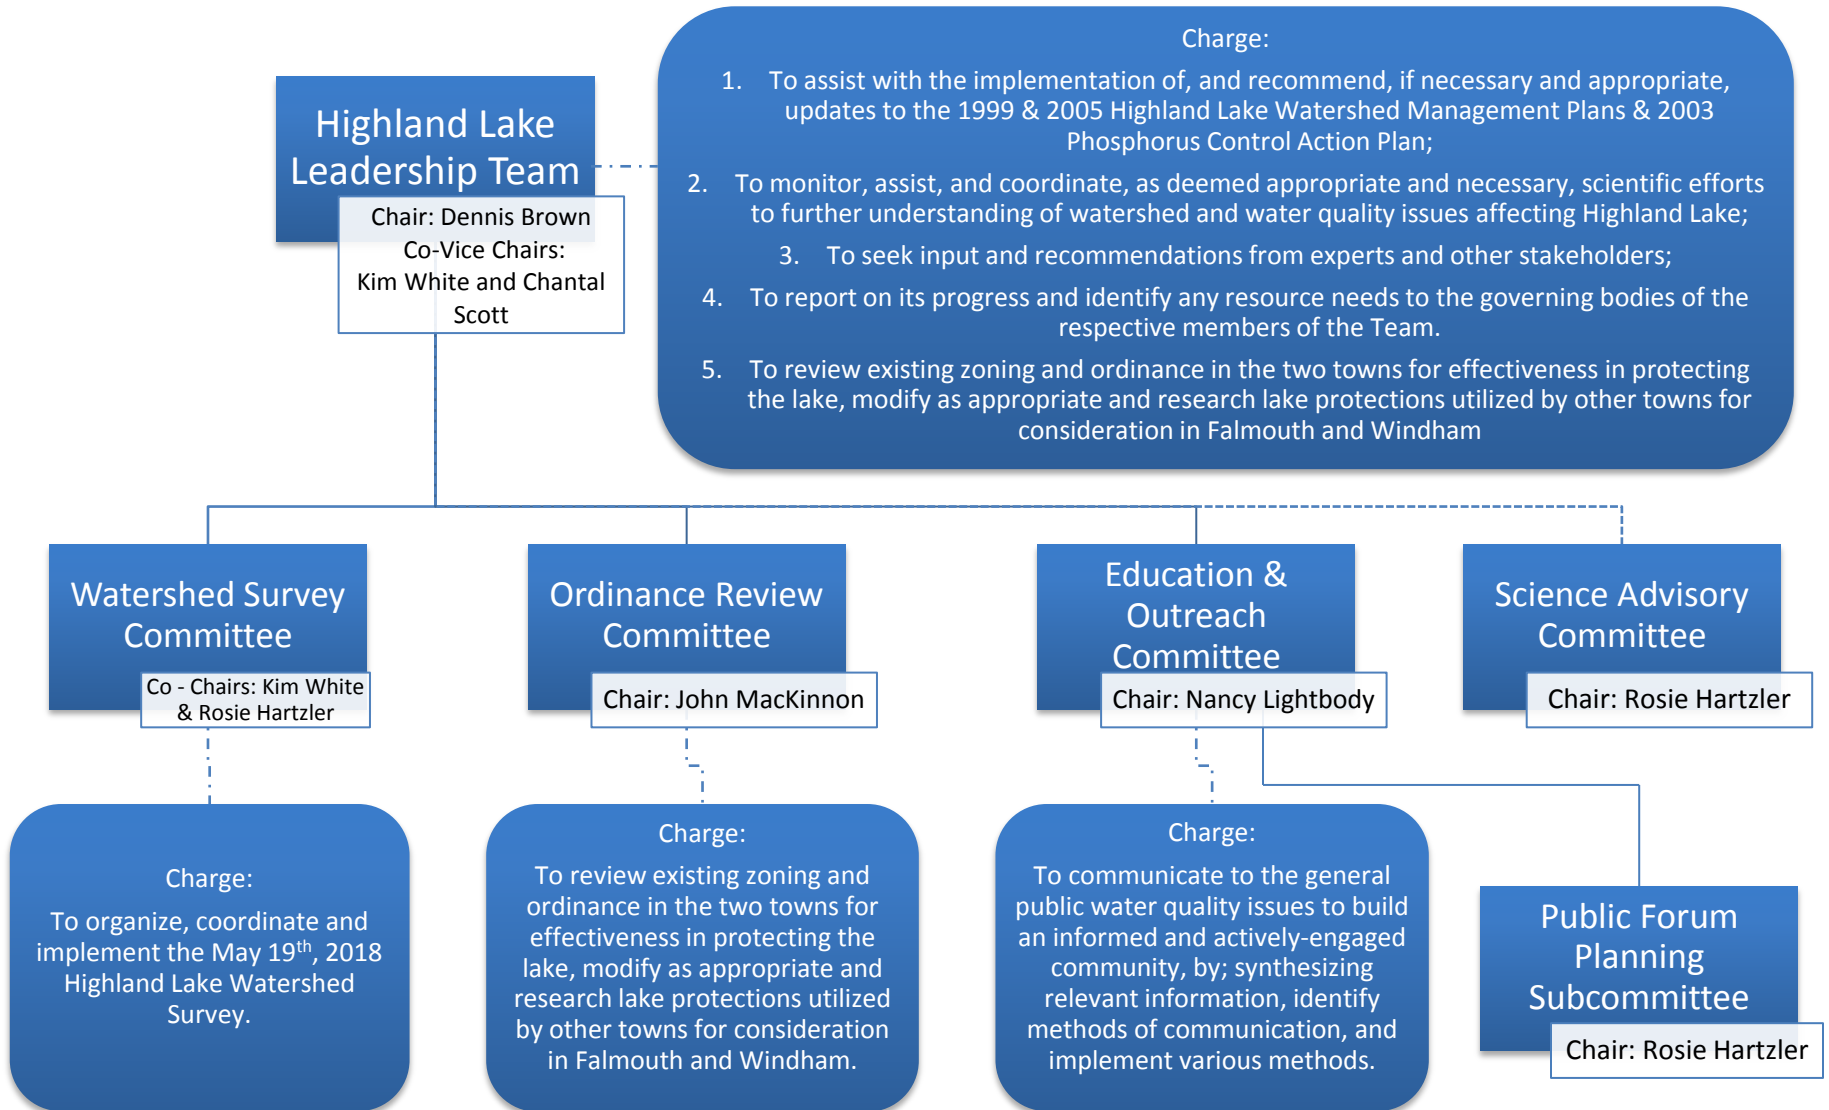 Highland Lake
Leadership Team
Chair: Dennis Brown
Co-Vice Chairs:
Kim White and Chantal
Scott
Charge:
1. To assist with the implementation of, and recommend, if necessary and appropriate,
updates to the 1999 & 2005 Highland Lake Watershed Management Plans & 2003
Phosphorus Control Action Plan;
2. To monitor, assist, and coordinate, as deemed appropriate and necessary, scientific efforts
to further understanding of watershed and water quality issues affecting Highland Lake;
3. To seek input and recommendations from experts and other stakeholders;
4. To report on its progress and identify any resource needs to the governing bodies of the
respective members of the Team.
5. To review existing zoning and ordinance in the two towns for effectiveness in protecting
the lake, modify as appropriate and research lake protections utilized by other towns for
consideration in Falmouth and Windham
Watershed Survey
Committee
Co - Chairs: Kim White
& Rosie Hartzler
Ordinance Review
Committee
Chair: John MacKinnon
Education &
Outreach
Committee
Chair: Nancy Lightbody
Science Advisory
Committee
Chair: Rosie Hartzler
Charge:
To organize, coordinate and
implement the May 19th, 2018
Highland Lake Watershed
Survey.
Charge:
To review existing zoning and
ordinance in the two towns for
effectiveness in protecting the
lake, modify as appropriate and
research lake protections utilized
by other towns for consideration
in Falmouth and Windham.
Charge:
To communicate to the general
public water quality issues to build
an informed and actively-engaged
community, by; synthesizing
relevant information, identify
methods of communication, and
implement various methods.
Public Forum
Planning
Subcommittee
Chair: Rosie Hartzler